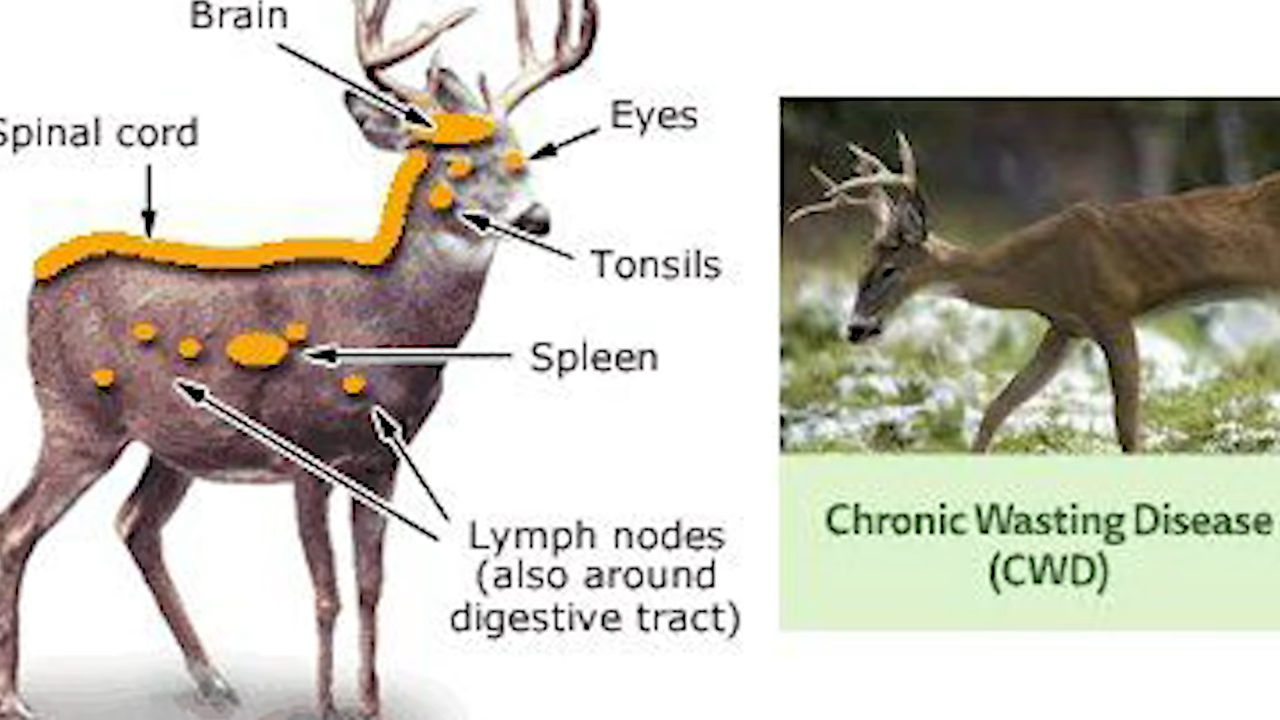 Brain
Spinal cord
Eyes
Tonsils
Spleen
Lymph nodes
(also around
digestive tract)
Chronic Wasting Disease
(CWD)